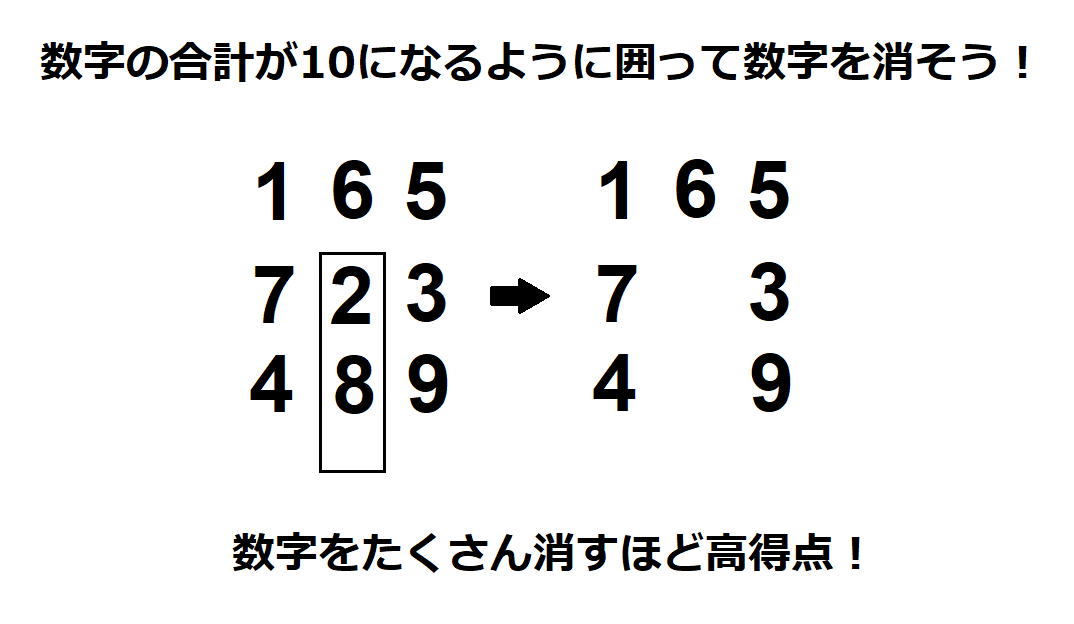 数字の合計が10になるように囲って数字を消そう！
1 6 5 1 6 5
7 2 3 7 3
4 8 9 4 9
数字をたくさん消すほど高得点！